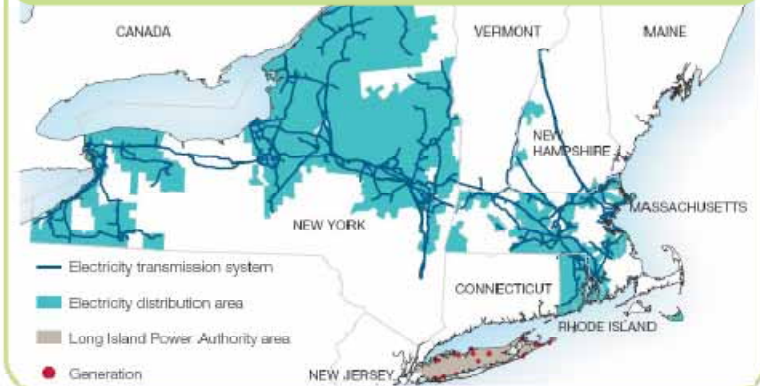 CANADA
VERMONT
MAINE
NEW
HAMPSHIRE
MASSACHUSETTS
NEW YORK
Electricity transmission system
CONNECTICUT
Electricity distribution area
RHODE ISLAND
Long Island Power Authority area
NEW JERSEY
Generation